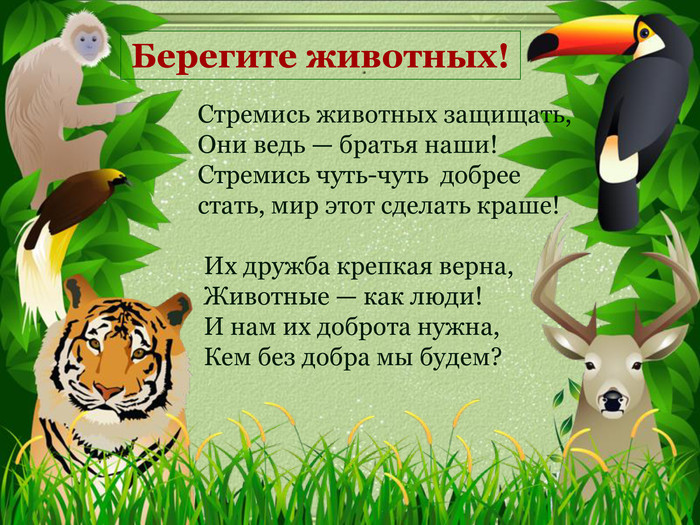 Берегите животных!
Стремись животных защищать,
Они ведь — братья наши!
Стремись чуть-чуть добрее
стать, мир этот сделать краше!
Их дружба крепкая верна,
Животные — как люди!
И нам их доброта нужна,
Кем без добра мы будем?